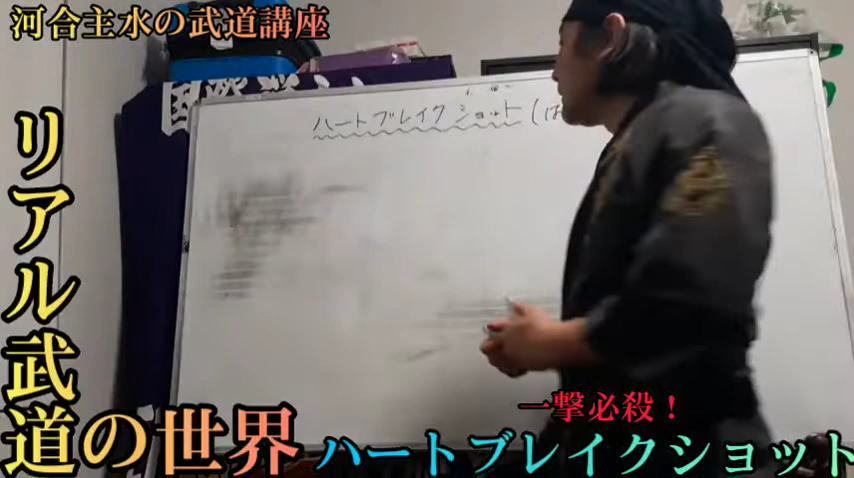 河合主水の武道講座
ハートブレイクショット（は
リアル武道の世界
一撃必殺！
ハートブレイクショット